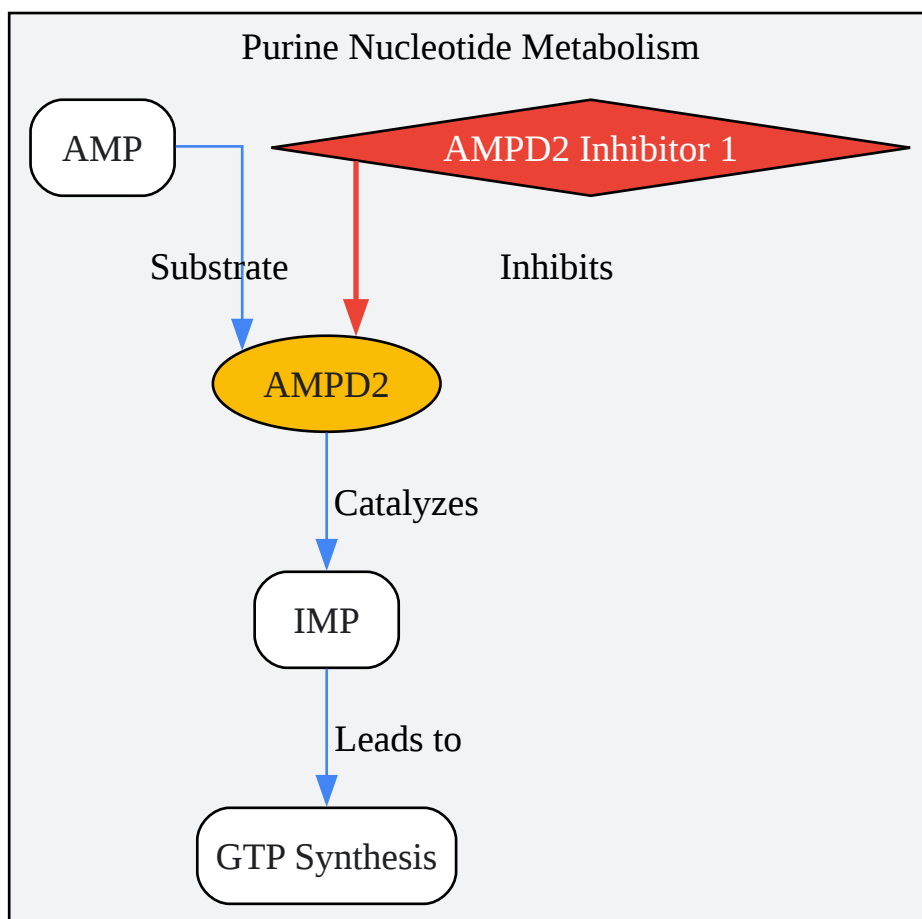 Purine Nucleotide Metabolism
AMP
AMPD2 Inhibitor 1
Substrate
Inhibits
AMPD2
Catalyzes
IMP
Leads to
GTP Synthesis